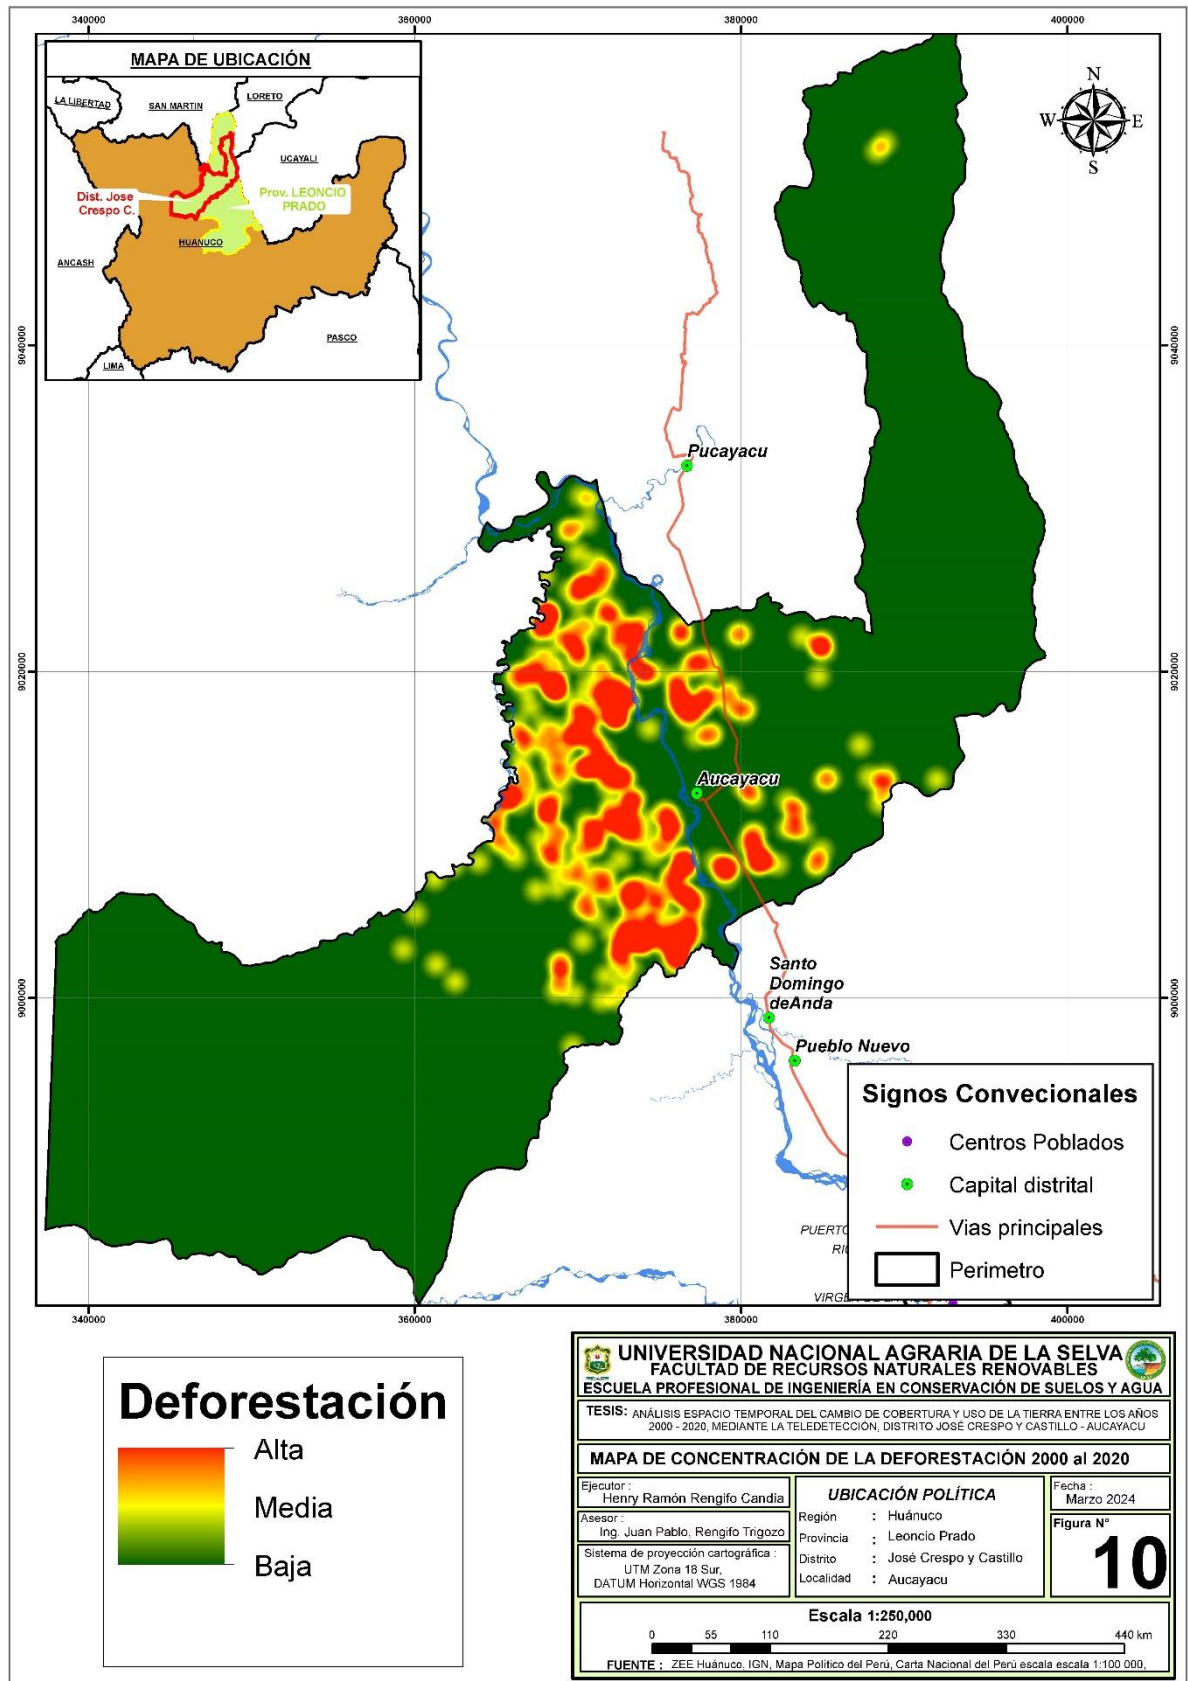 340000
360000
380000
400000
MAPA DE UBICACIÓN
LA LIBERTAD
SAN MARTIN
LORETO
UCAYALI
Dist. Jose
Crespo C.
Prov. LEONCIO
PRADO
HUANUCO
ANCASH
PASCO
LIMA
N
W
E
S
9040000
9040000
Pucayacu
9020000
9020000
Aucayacu
9000000
9000000
Santo
Domingo
deAnda
Pueblo Nuevo
PUERTO
VIRGE
Signos Convecionales
Centros Poblados
Capital distrital
Vias principales
Perimetro
340000
360000
380000
400000
Deforestación
Alta
Media
Baja
UNIVERSIDAD NACIONAL AGRARIA DE LA SELVA
FACULTAD DE RECURSOS NATURALES RENOVABLES
ESCUELA PROFESIONAL DE INGENIERÍA EN CONSERVACIÓN DE SUELOS Y AGUA
TESIS: ANÁLISIS ESPACIO TEMPORAL DEL CAMBIO DE COBERTURA Y USO DE LA TIERRA ENTRE LOS AÑOS
2000 - 2020, MEDIANTE LA TELEDETECCIÓN, DISTRITO JOSÉ CRESPO Y CASTILLO - AUCAYACU
MAPA DE CONCENTRACIÓN DE LA DEFORESTACIÓN 2000 al 2020
Ejecutor :
Henry Ramón Rengifo Candia
Asesor :
Ing. Juan Pablo, Rengifo Trigozo
Sistema de proyección cartográfica :
UTM Zona 18 Sur,
DATUM Horizontal WGS 1984
UBICACIÓN POLÍTICA
Región : Huánuco
Provincia : Leoncio Prado
Distrito : José Crespo y Castillo
Localidad : Aucayacu
Fecha :
Marzo 2024
Figura N°
10
Escala 1:250,000
0 55 110 220 330 440 km
FUENTE : ZEE Huánuco, IGN, Mapa Político del Perú, Carta Nacional del Perú escala escala 1:100 000,